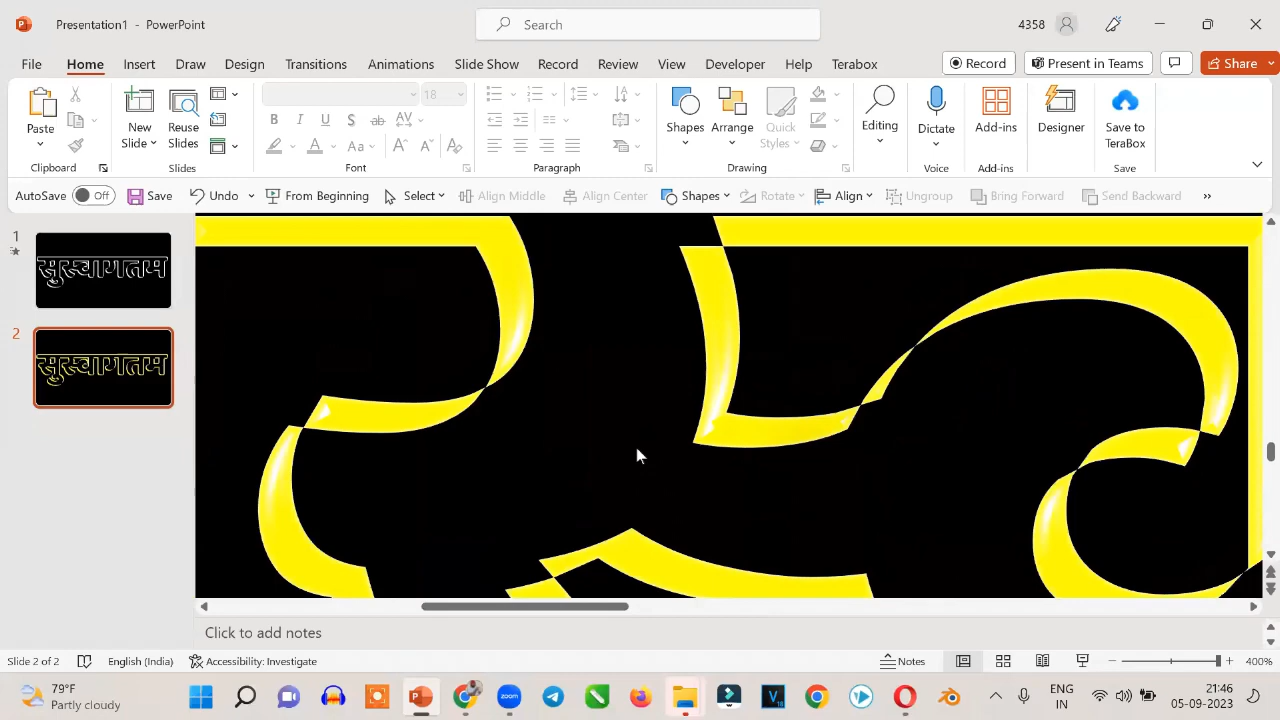 Presentation1 - PowerPoint
Search
4358
File Home Insert Draw Design Transitions Animations Slide Show Record Review View Developer Help Terabox
Record Present in Teams Share
Paste New Slide Reuse Slides 18 Shapes Arrange Quick Styles Editing Dictate Add-ins Designer Save to TeraBox
Clipboard Slides Font Paragraph Drawing Voice Add-ins Save
AutoSave Off Save Undo From Beginning Select Align Middle Align Center Shapes Rotate Align Ungroup Bring Forward Send Backward
1
सुस्वागतम
2
सुस्वागतम
Click to add notes
Slide 2 of 2 English (India) Accessibility: Investigate Notes 400%
79°F
Partly cloudy
zoom
ENG
IN
21:46
05-09-2023